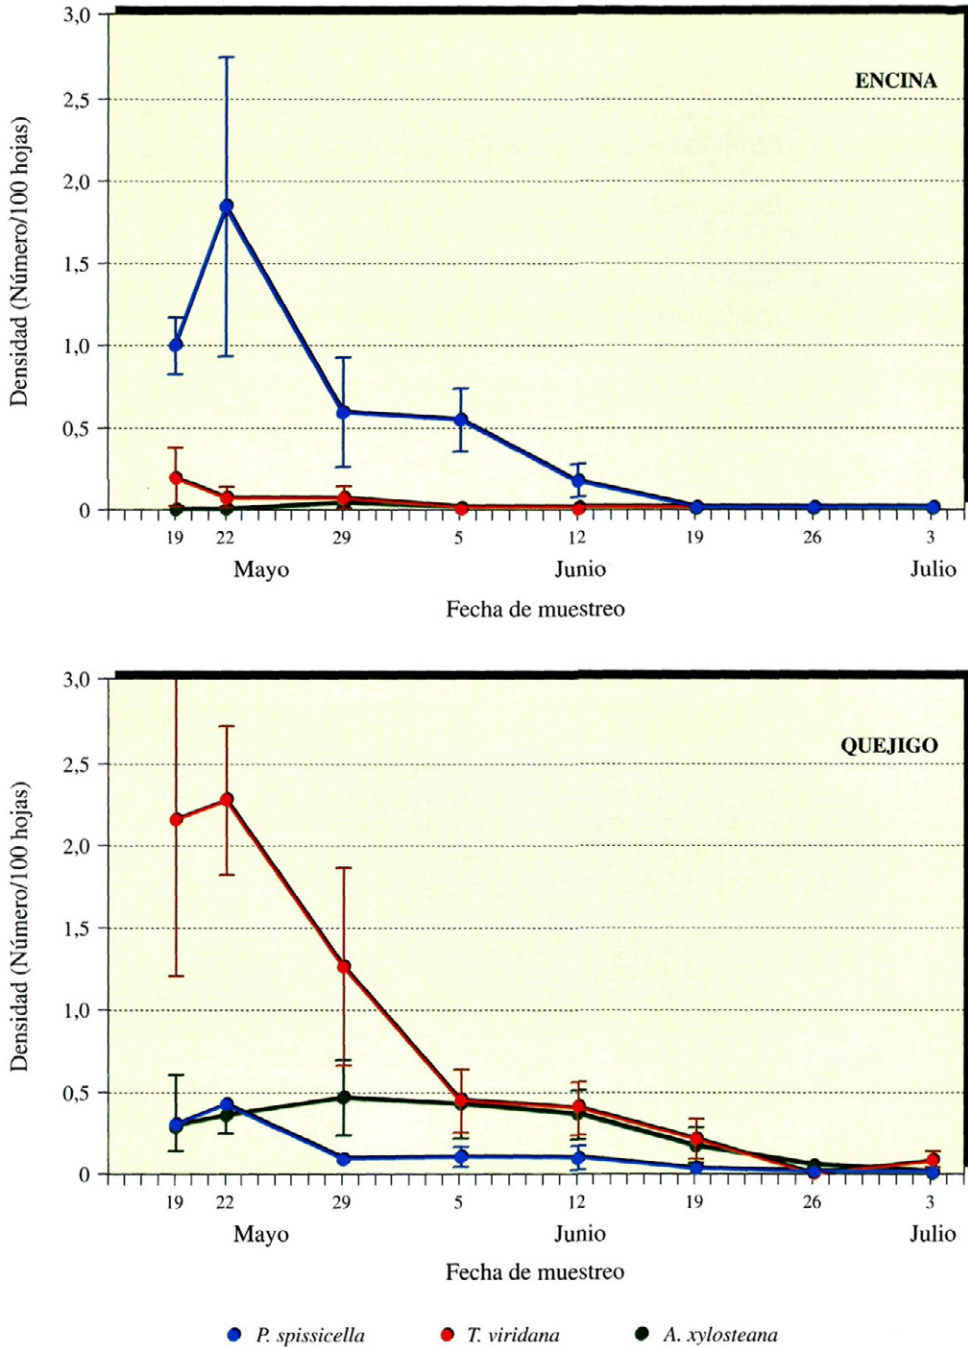 3,0
ENCINA
2,5
2,0
1,5
1,0
0,5
0
Densidad (Número/100 hojas)
19 22 29 5 12 19 26 3
Mayo Junio Julio
Fecha de muestreo
3,0
QUEJIGO
2,5
2,0
1,5
1,0
0,5
0
Densidad (Número/100 hojas)
19 22 29 5 12 19 26 3
Mayo Junio Julio
Fecha de muestreo
P. spissicella T. viridana A. xylosteana